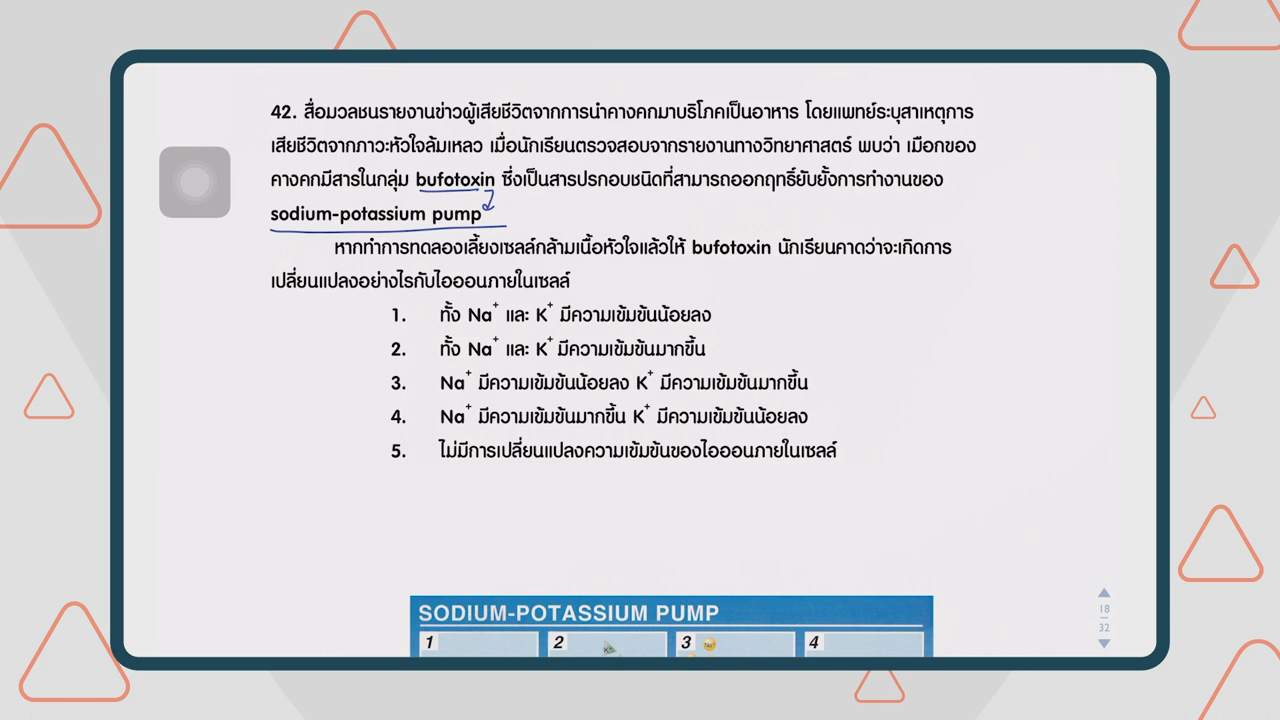 42. สื่อมวลชนรายงานข่าวผู้เสียชีวิตจากการนำคางคกมาบริโภคเป็นอาหาร โดยแพทย์ระบุสาเหตุการ
เสียชีวิตจากภาวะหัวใจล้มเหลว เมื่อนักเรียนตรวจสอบจากรายงานทางวิทยาศาสตร์ พบว่า เมือกของ
คางคกมีสารในกลุ่ม bufotoxin ซึ่งเป็นสารประกอบชนิดที่สามารถออกฤทธิ์ยับยั้งการทำงานของ
sodium-potassium pump
หากทำการทดลองเลี้ยงเซลล์กล้ามเนื้อหัวใจแล้วให้ bufotoxin นักเรียนคาดว่าจะเกิดการ
เปลี่ยนแปลงอย่างไรกับไอออนภายในเซลล์
1. ทั้ง Na⁺ และ K⁺ มีความเข้มข้นน้อยลง
2. ทั้ง Na⁺ และ K⁺ มีความเข้มข้นมากขึ้น
3. Na⁺ มีความเข้มข้นน้อยลง K⁺ มีความเข้มข้นมากขึ้น
4. Na⁺ มีความเข้มข้นมากขึ้น K⁺ มีความเข้มข้นน้อยลง
5. ไม่มีการเปลี่ยนแปลงความเข้มข้นของไอออนภายในเซลล์
SODIUM-POTASSIUM PUMP
1 2 3 4
18
32